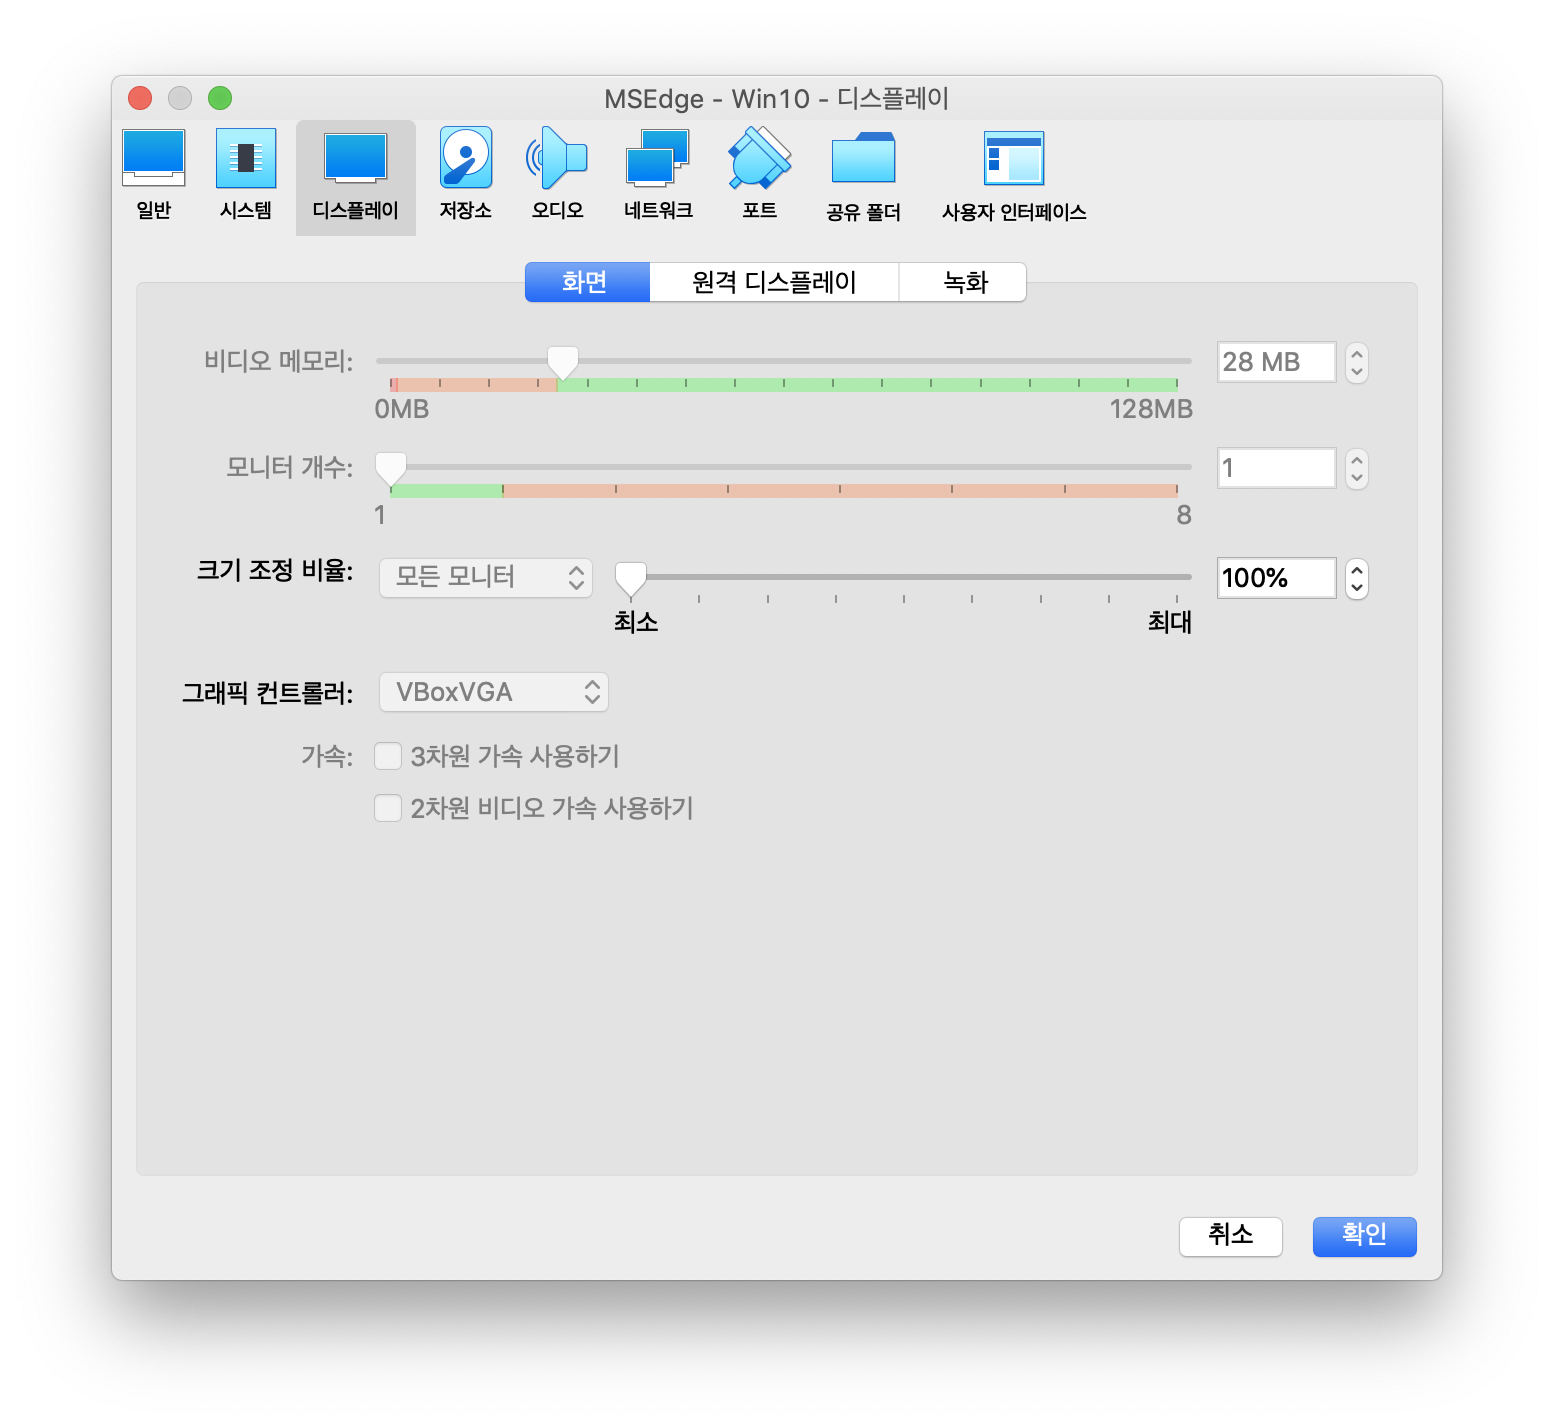 MSEdge - Win10 - 디스플레이
일반 시스템 디스플레이 저장소 오디오 네트워크 포트 공유 폴더 사용자 인터페이스
화면 원격 디스플레이 녹화
비디오 메모리: 28 MB
0MB 128MB
모니터 개수: 1
1 8
크기 조정 비율: 모든 모니터 100%
최소 최대
그래픽 컨트롤러: VBoxVGA
가속: 3차원 가속 사용하기
2차원 비디오 가속 사용하기
취소 확인